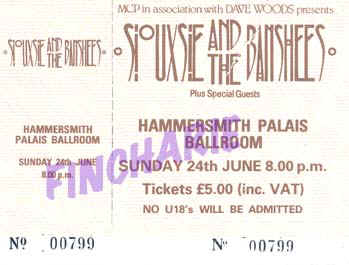 MCP in association with DAVE WOODS presents
SIOUXSIE AND THE BANSHEES
Plus Special Guests
HAMMERSMITH PALAIS
BALLROOM
SUNDAY 24th JUNE 8.00 p.m.
Tickets £5.00 (inc. VAT)
NO U18's WILL BE ADMITTED
Nº 00799
SIOUXSIE AND THE BANSHEES
HAMMERSMITH
PALAIS BALLROOM
SUNDAY 24th JUNE
8.00 p.m.
Nº 00799